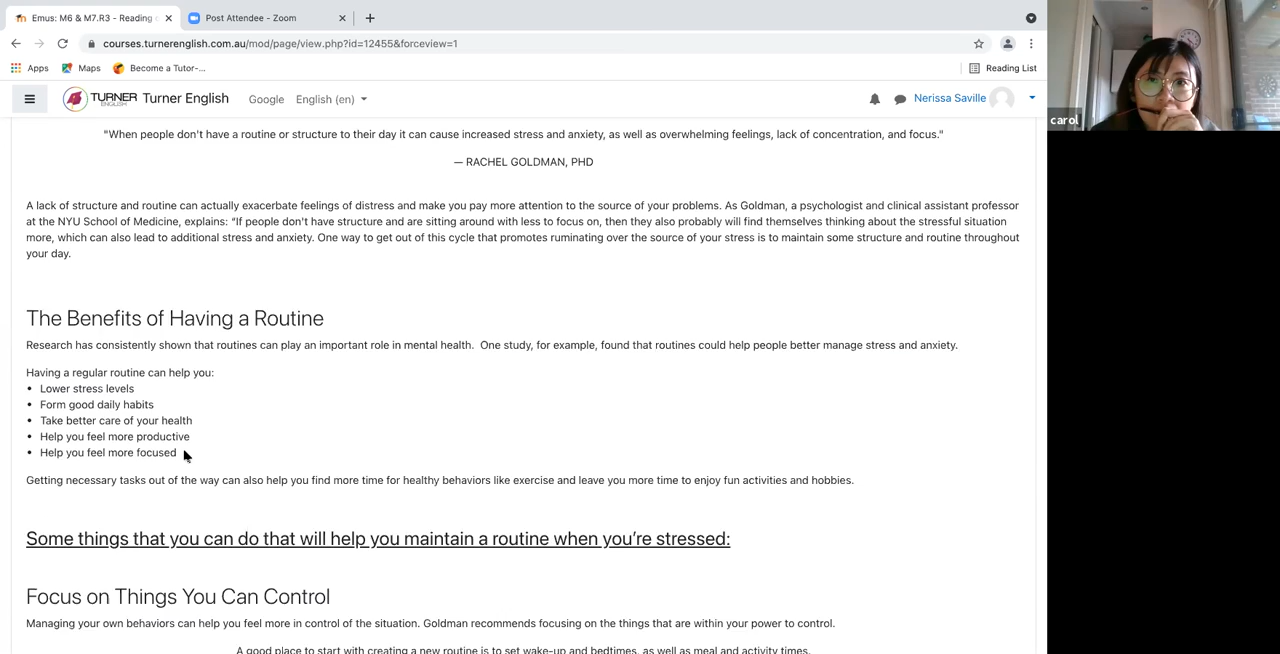 Emus: M6 & M7.R3 - Reading
Post Attendee - Zoom
courses.turnerenglish.com.au/mod/page/view.php?id=12455&forceview=1
Apps
Maps
Become a Tutor-...
Reading List
TURNER
ENGLISH
Turner English
Google
English (en)
Nerissa Saville
"When people don't have a routine or structure to their day it can cause increased stress and anxiety, as well as overwhelming feelings, lack of concentration, and focus."
— RACHEL GOLDMAN, PHD
A lack of structure and routine can actually exacerbate feelings of distress and make you pay more attention to the source of your problems. As Goldman, a psychologist and clinical assistant professor
at the NYU School of Medicine, explains: “If people don't have structure and are sitting around with less to focus on, then they also probably will find themselves thinking about the stressful situation
more, which can also lead to additional stress and anxiety. One way to get out of this cycle that promotes ruminating over the source of your stress is to maintain some structure and routine throughout
your day.
The Benefits of Having a Routine
Research has consistently shown that routines can play an important role in mental health. One study, for example, found that routines could help people better manage stress and anxiety.
Having a regular routine can help you:
• Lower stress levels
• Form good daily habits
• Take better care of your health
• Help you feel more productive
• Help you feel more focused
Getting necessary tasks out of the way can also help you find more time for healthy behaviors like exercise and leave you more time to enjoy fun activities and hobbies.
Some things that you can do that will help you maintain a routine when you’re stressed:
Focus on Things You Can Control
Managing your own behaviors can help you feel more in control of the situation. Goldman recommends focusing on the things that are within your power to control.
A good place to start with creating a new routine is to set wake-up and bedtimes, as well as meal and activity times.
carol